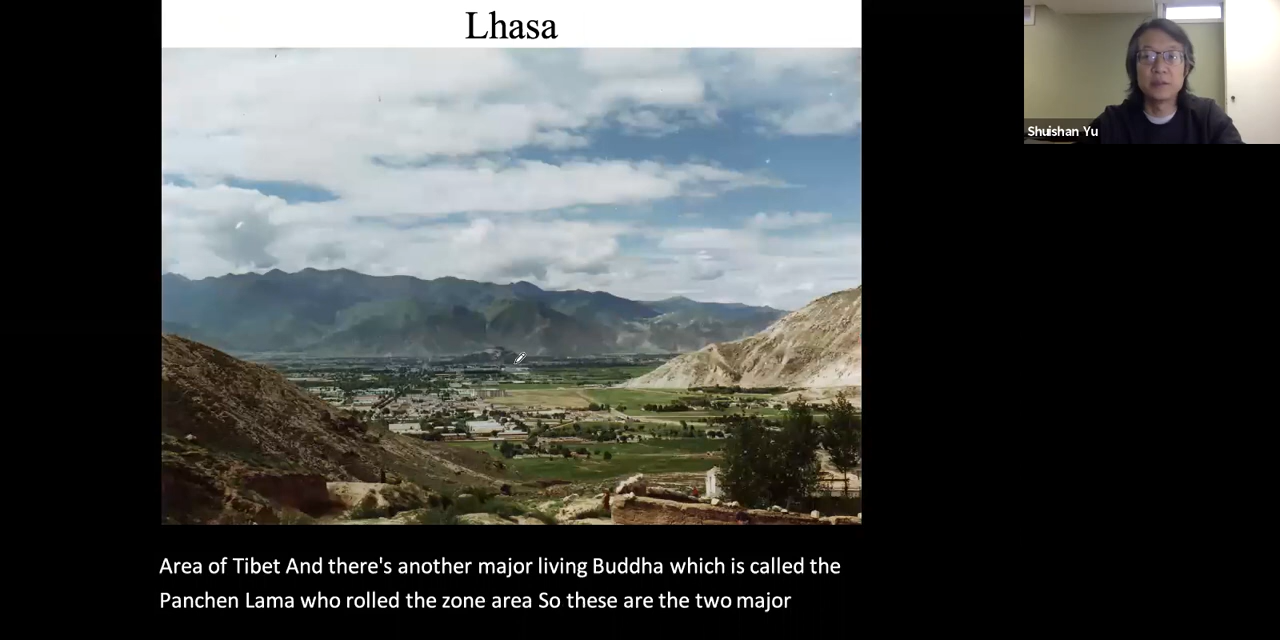 Lhasa
Shuishan Yu
Area of Tibet And there's another major living Buddha which is called the
Panchen Lama who rolled the zone area So these are the two major